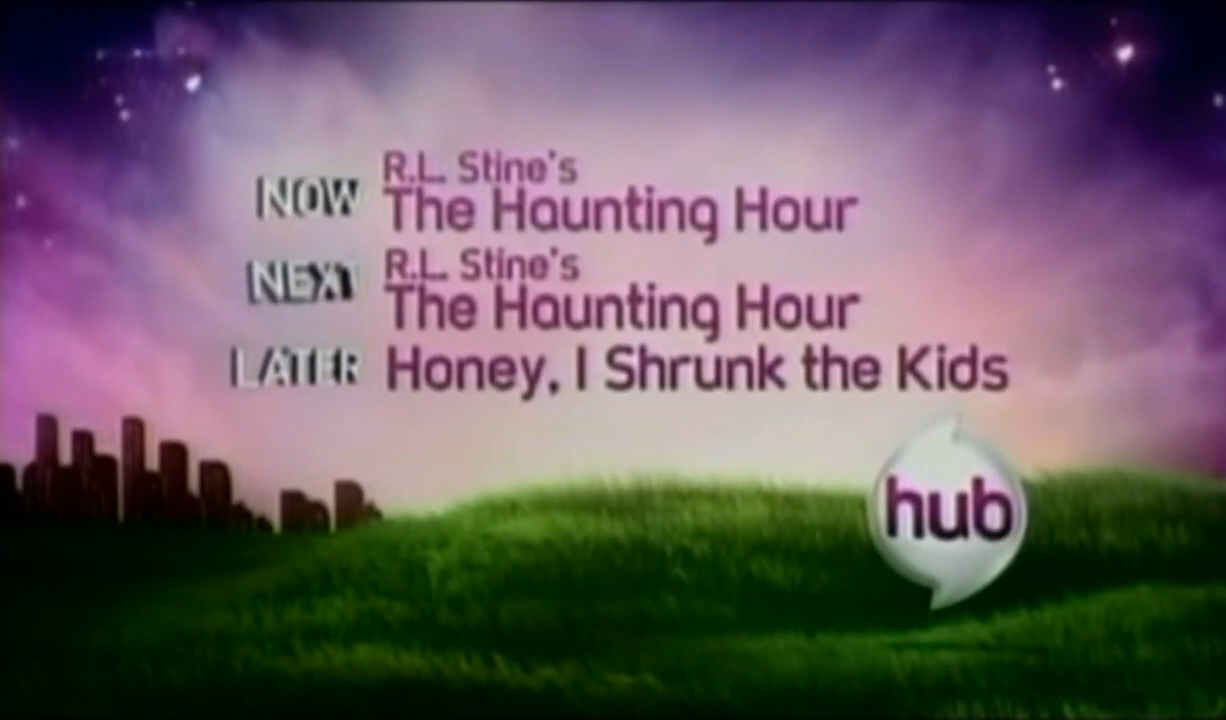 NOW R.L. Stine's
The Haunting Hour
NEXT R.L. Stine's
The Haunting Hour
LATER Honey, I Shrunk the Kids
hub